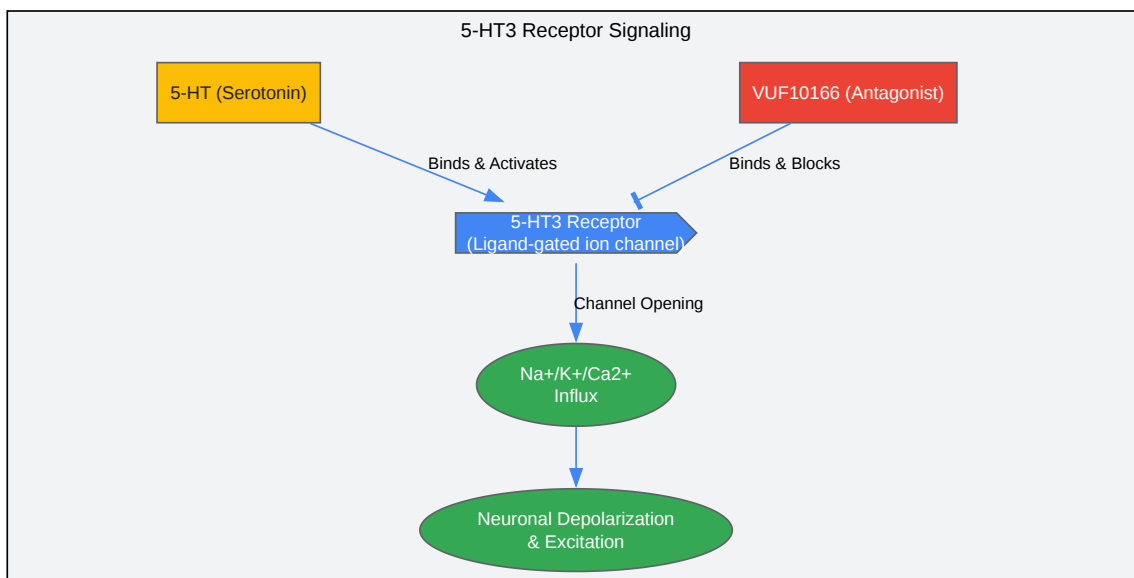 5-HT3 Receptor Signaling
5-HT (Serotonin)
VUF10166 (Antagonist)
Binds & Activates
Binds & Blocks
5-HT3 Receptor
(Ligand-gated ion channel)
Channel Opening
Na+/K+/Ca2+
Influx
Neuronal Depolarization
& Excitation